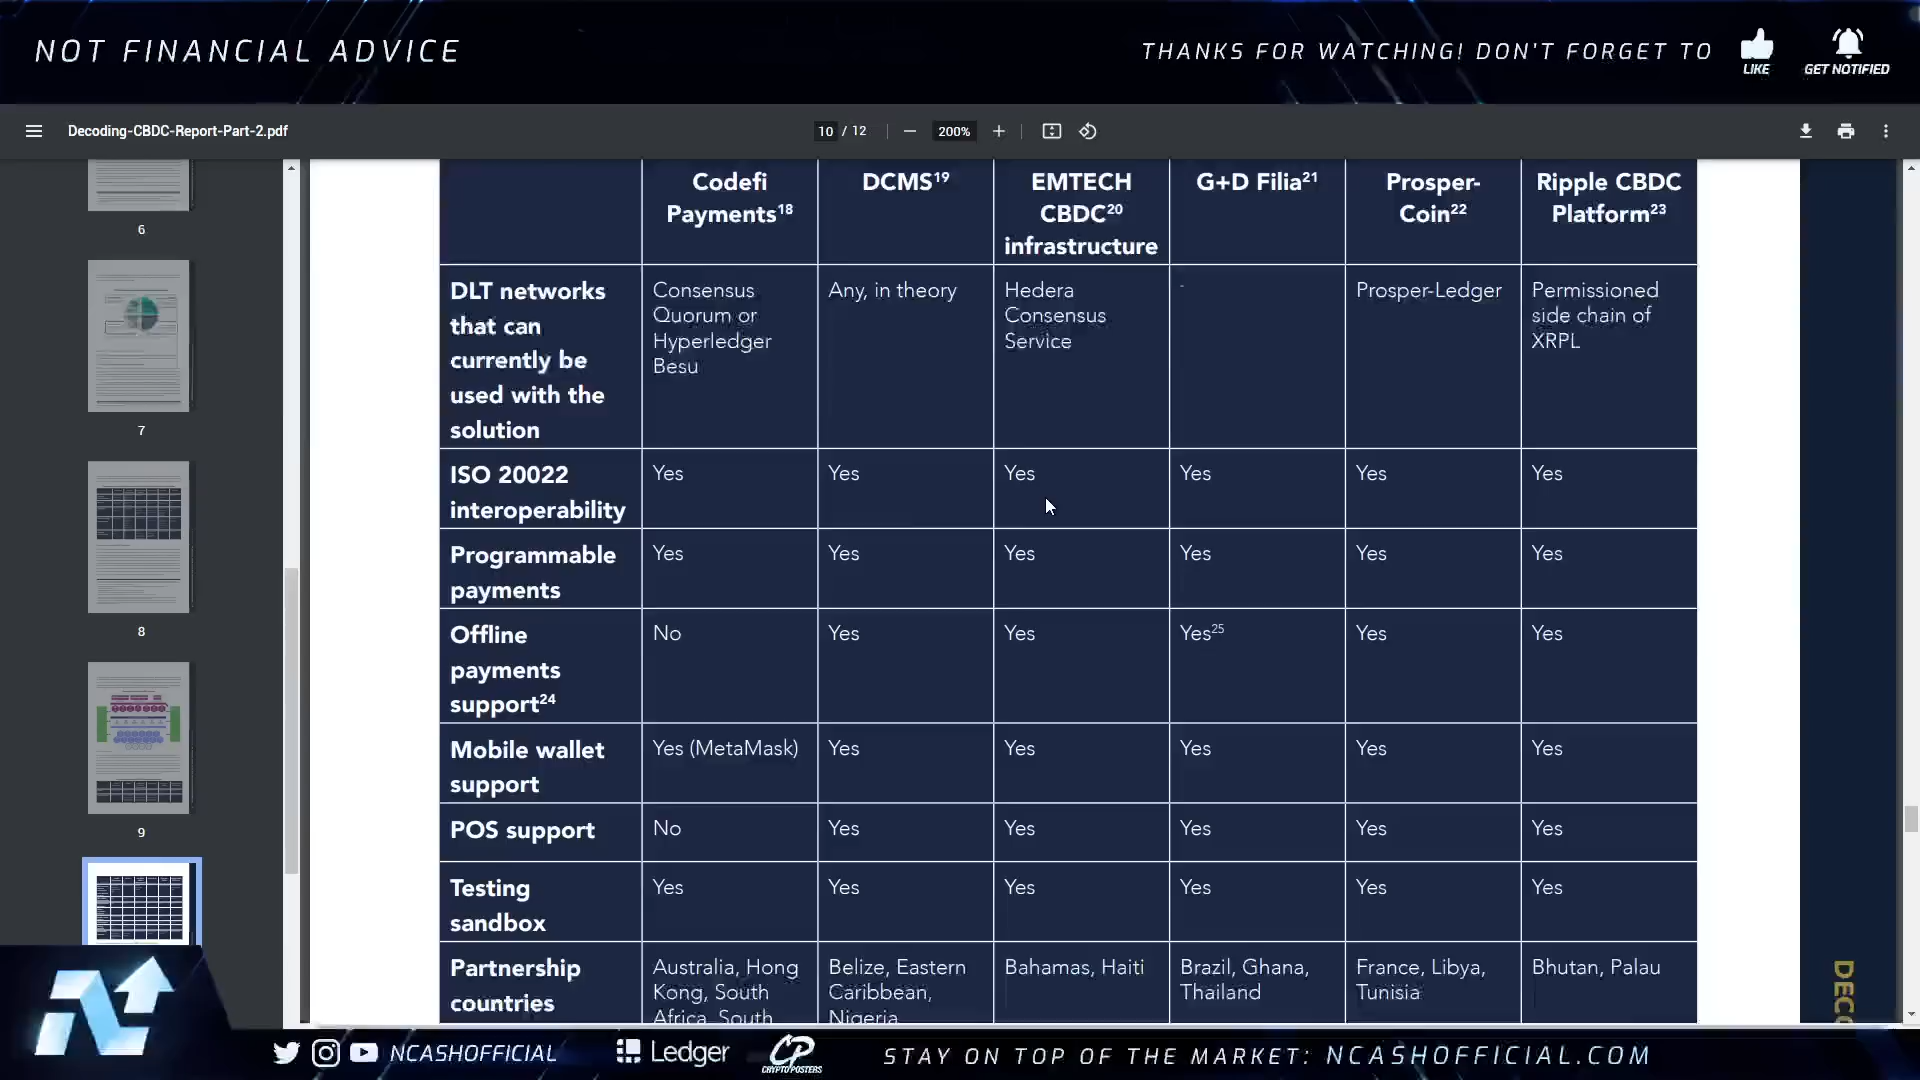 NOT FINANCIAL ADVICE
THANKS FOR WATCHING! DON'T FORGET TO
LIKE
GET NOTIFIED
Decoding-CBDC-Report-Part-2.pdf
10 / 12
200%
6
7
8
9
Codefi
Payments18
DCMS19
EMTECH
CBDC20
infrastructure
G+D Filia21
Prosper-
Coin22
Ripple CBDC
Platform23
DLT networks
that can
currently be
used with the
solution
Consensus
Quorum or
Hyperledger
Besu
Any, in theory
Hedera
Consensus
Service
-
Prosper-Ledger
Permissioned
side chain of
XRPL
ISO 20022
interoperability
Yes
Yes
Yes
Yes
Yes
Yes
Programmable
payments
Yes
Yes
Yes
Yes
Yes
Yes
Offline
payments
support24
No
Yes
Yes
Yes25
Yes
Yes
Mobile wallet
support
Yes (MetaMask)
Yes
Yes
Yes
Yes
Yes
POS support
No
Yes
Yes
Yes
Yes
Yes
Testing
sandbox
Yes
Yes
Yes
Yes
Yes
Yes
Partnership
countries
Australia, Hong
Kong, South
Africa, South
Belize, Eastern
Caribbean,
Nigeria
Bahamas, Haiti
Brazil, Ghana,
Thailand
France, Libya,
Tunisia
Bhutan, Palau
DEC
NCASHOFFICIAL
Ledger
CP
CRYPTOPOSTERS
STAY ON TOP OF THE MARKET: NCASHOFFICIAL.COM